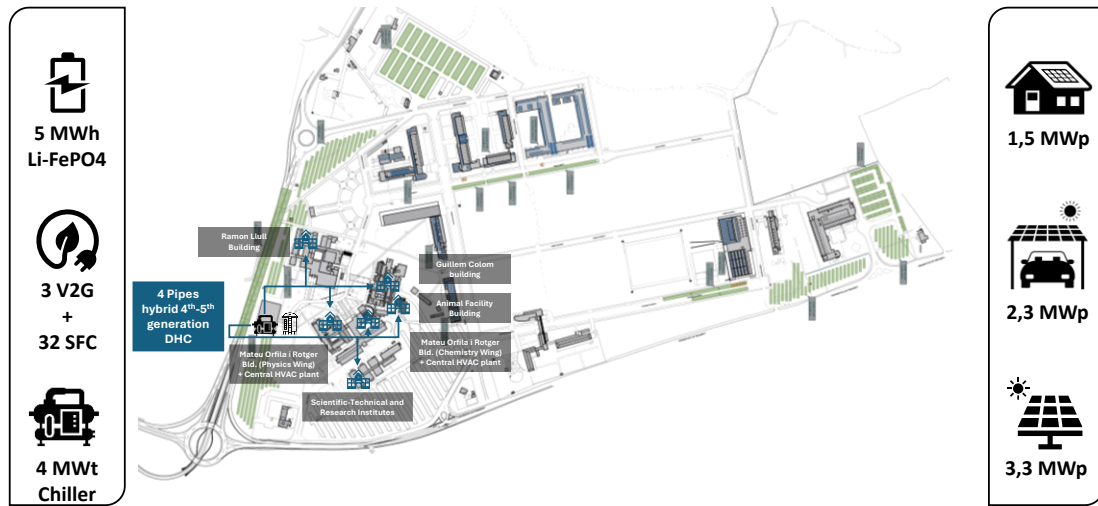 5 MWh
Li-FePO4
3 V2G
+
32 SFC
4 MWt
Chiller
Ramon Llull
Building
Guillem Colom
building
Animal Facility
Building
4 Pipes
hybrid 4th-5th
generation
DHC
Mateu Orfila i Rotger
Bld. (Physics Wing)
+ Central HVAC plant
Mateu Orfila i Rotger
Bld. (Chemistry Wing)
+ Central HVAC plant
Scientific-Technical and
Research Institutes
1,5 MWp
2,3 MWp
3,3 MWp